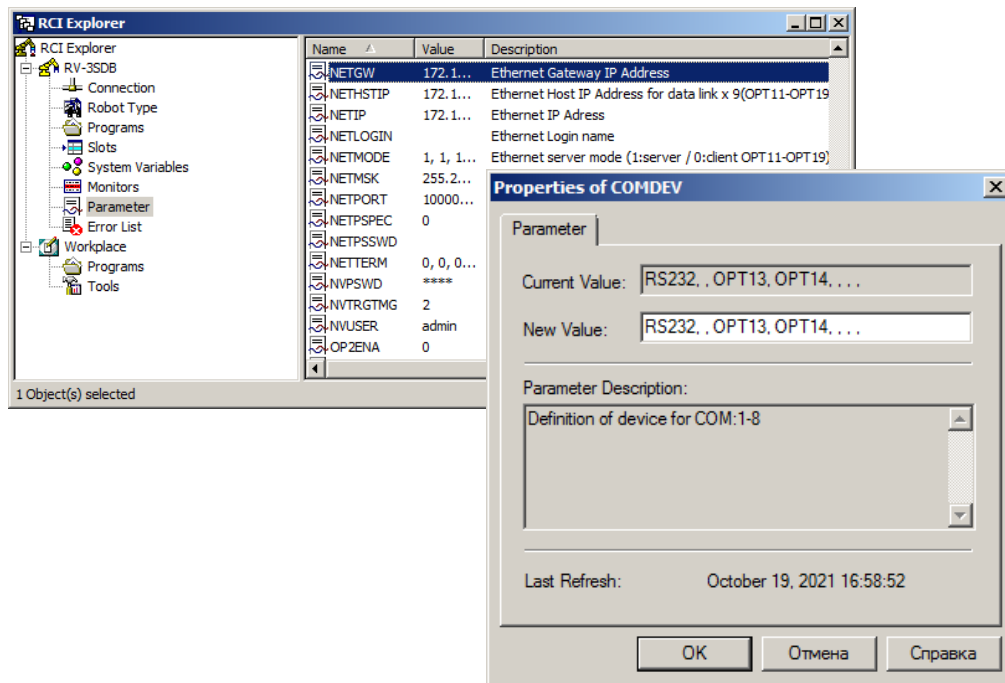 RCI Explorer
RCI Explorer
RV-3SDB
Connection
Robot Type
Programs
Slots
System Variables
Monitors
Parameter
Error List
Workplace
Programs
Tools
Name Value Description
NETGW 172.1... Ethernet Gateway IP Address
NETHSTIP 172.1... Ethernet Host IP Address for data link x 9(OPT11-OPT19
NETIP 172.1... Ethernet IP Adress
NETLOGIN Ethernet Login name
NETMODE 1, 1, 1... Ethernet server mode (1:server / 0:client OPT11-OPT19)
NETMSK 255.2...
NETPORT 10000...
NETPSPEC 0
NETPSSWD
NETTERM 0, 0, 0...
NVPSWD ****
NVTRGTMG 2
NVUSER admin
OP2ENA 0
1 Object(s) selected
Properties of COMDEV
Parameter
Current Value: RS232, , OPT13, OPT14, , , ,
New Value: RS232, , OPT13, OPT14, , , ,
Parameter Description:
Definition of device for COM:1-8
Last Refresh: October 19, 2021 16:58:52
OK Отмена Справка